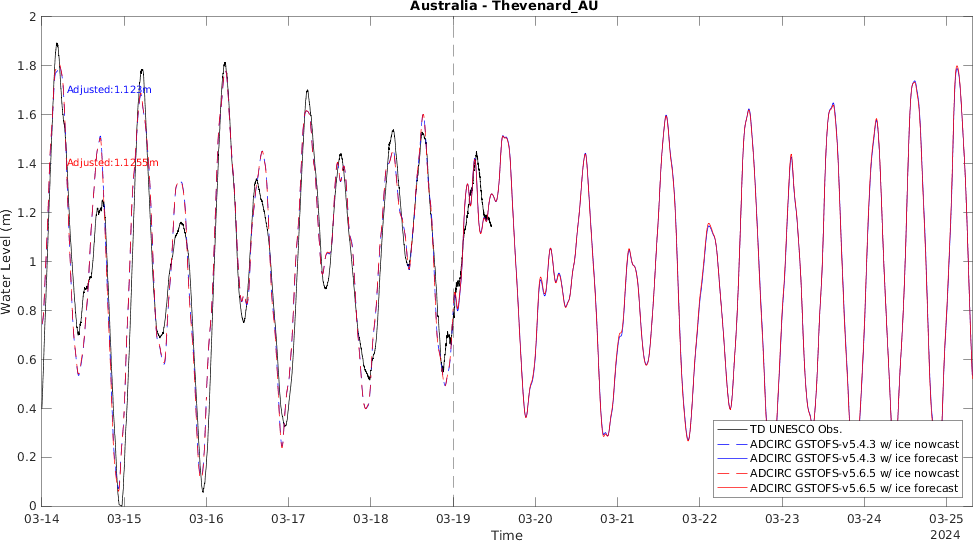 Australia - Thevenard_AU
2
1.8
1.6
1.4
1.2
1
0.8
0.6
0.4
0.2
0
Water Level (m)
Adjusted:1.123m
Adjusted:1.1255m
TD UNESCO Obs.
ADCIRC GSTOFS-v5.4.3 w/ ice nowcast
ADCIRC GSTOFS-v5.4.3 w/ ice forecast
ADCIRC GSTOFS-v5.6.5 w/ ice nowcast
ADCIRC GSTOFS-v5.6.5 w/ ice forecast
03-14 03-15 03-16 03-17 03-18 03-19 03-20 03-21 03-22 03-23 03-24 03-25
2024
Time